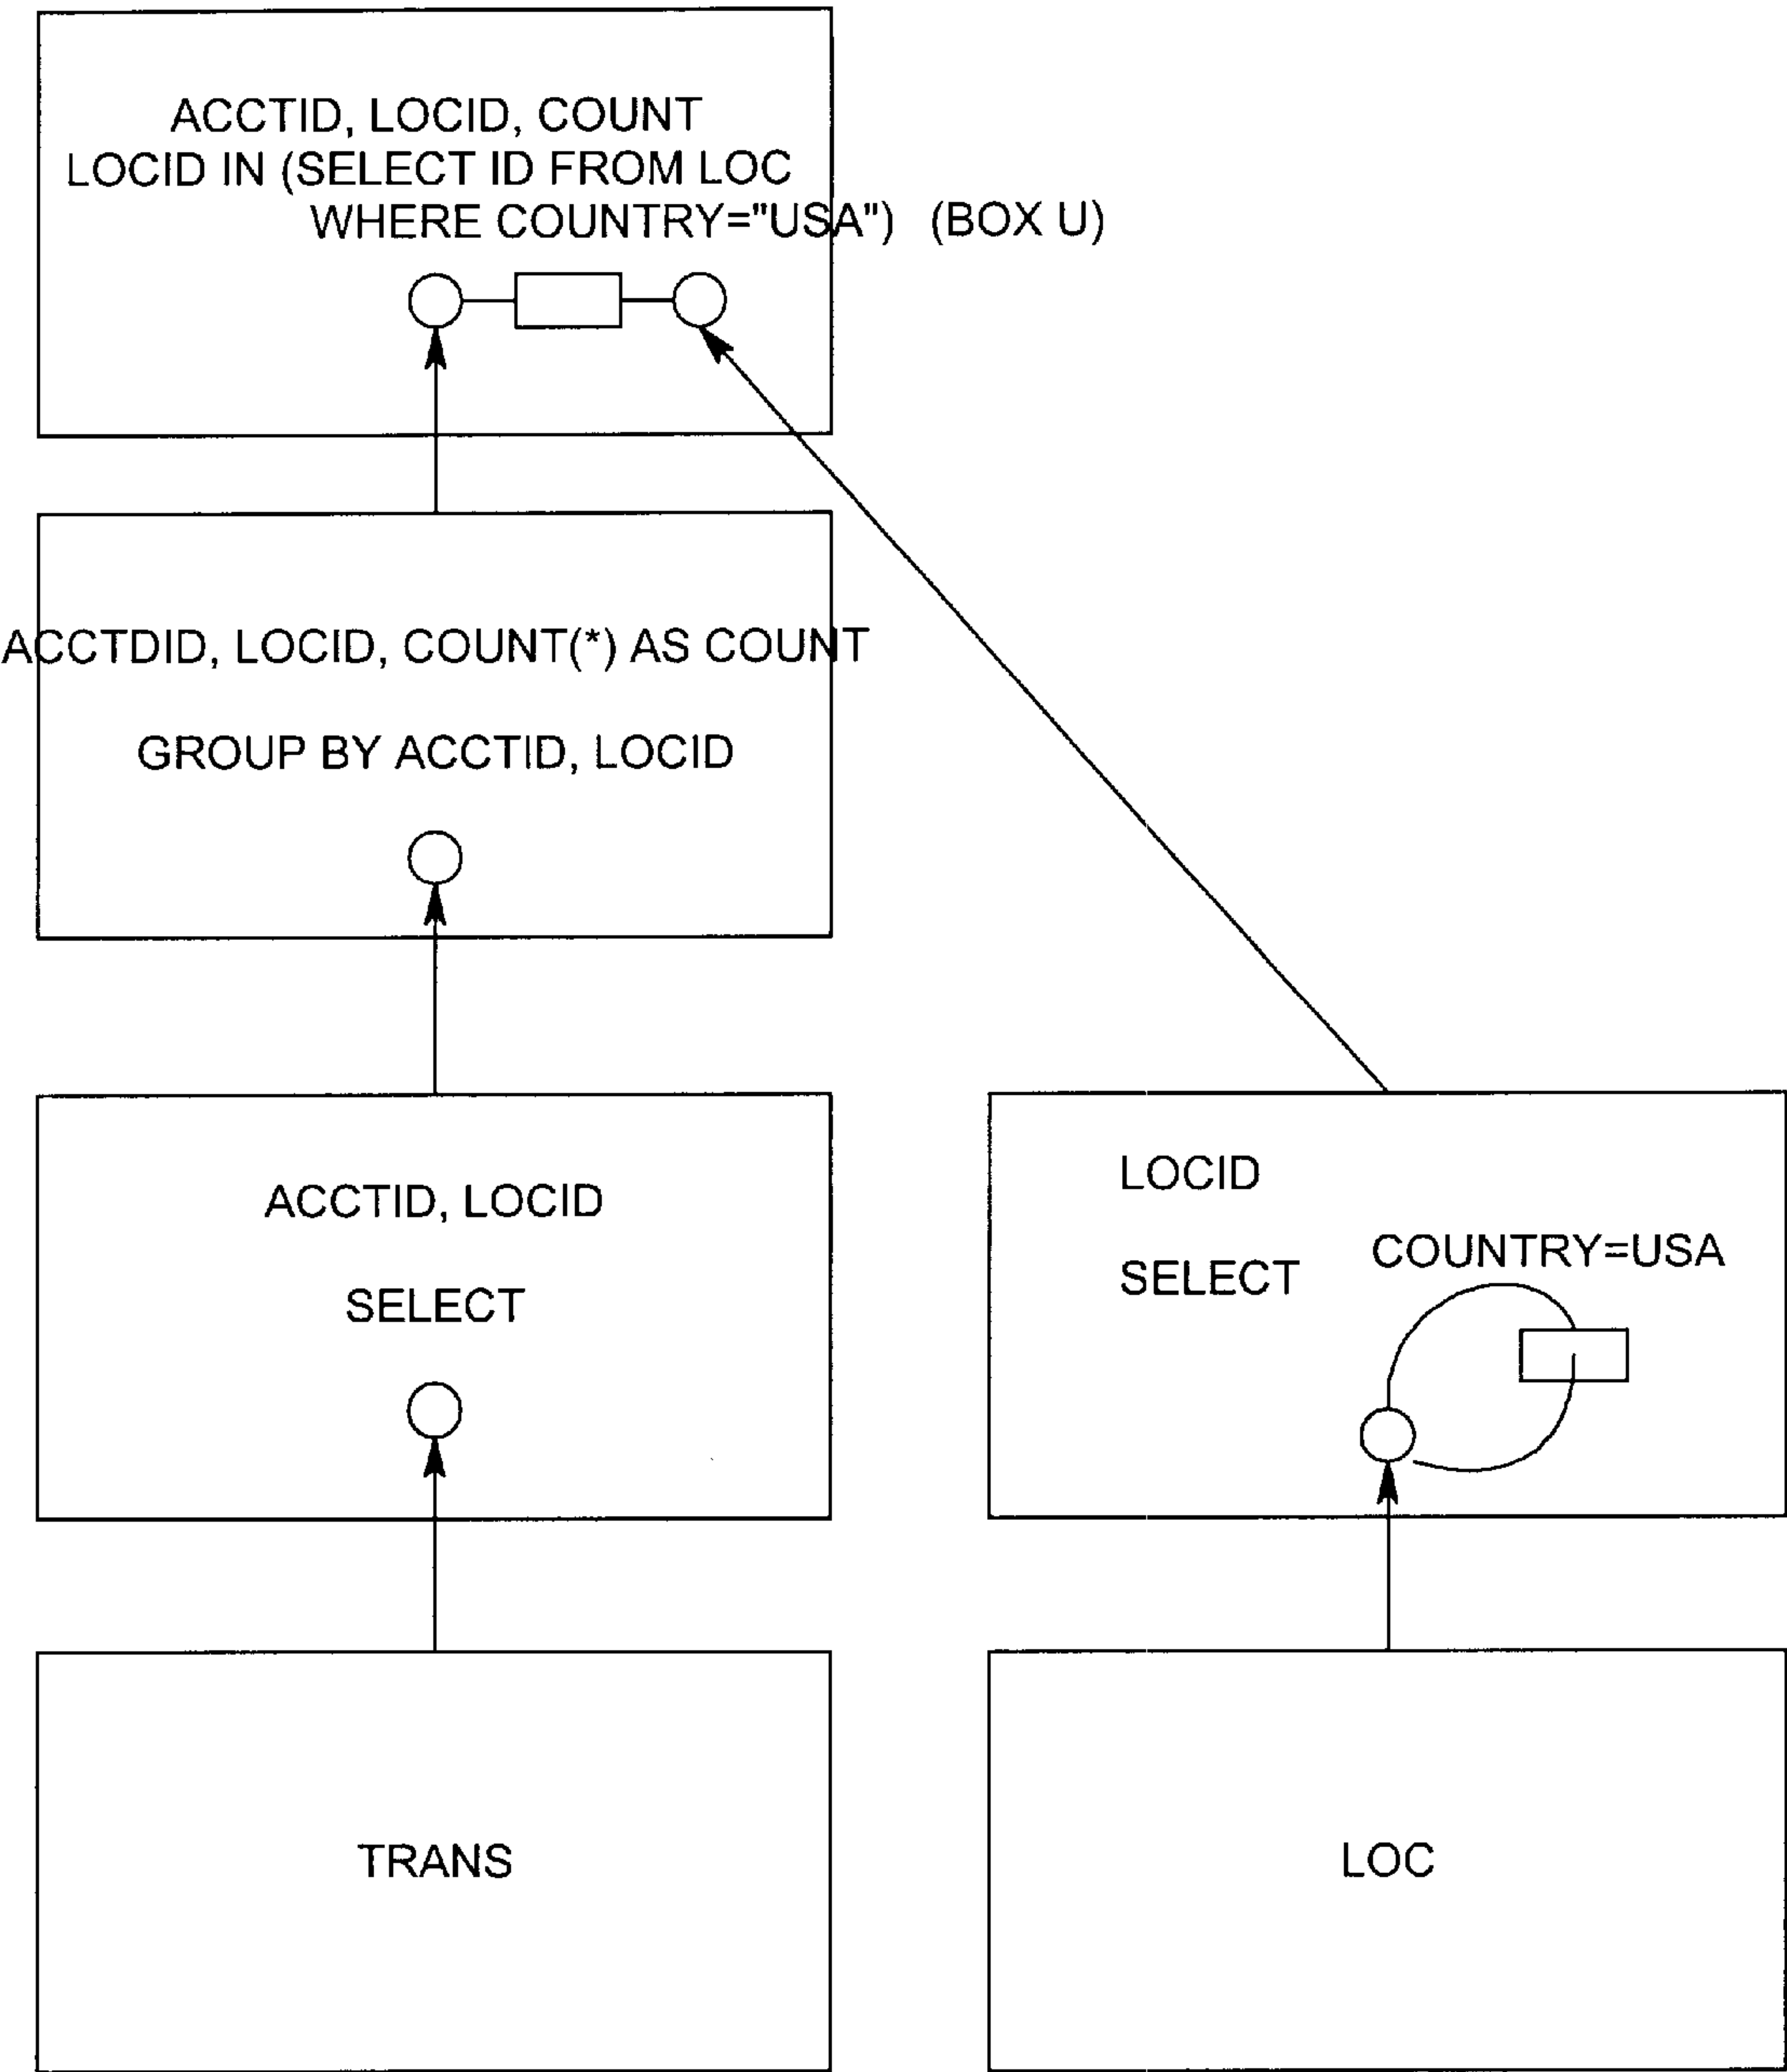 ACCTID, LOCID, COUNT
LOCID IN (SELECT ID FROM LOC
WHERE COUNTRY="USA") (BOX U)
ACCTDID, LOCID, COUNT(*) AS COUNT
GROUP BY ACCTID, LOCID
ACCTID, LOCID
SELECT
LOCID
SELECT
COUNTRY=USA
TRANS
LOC